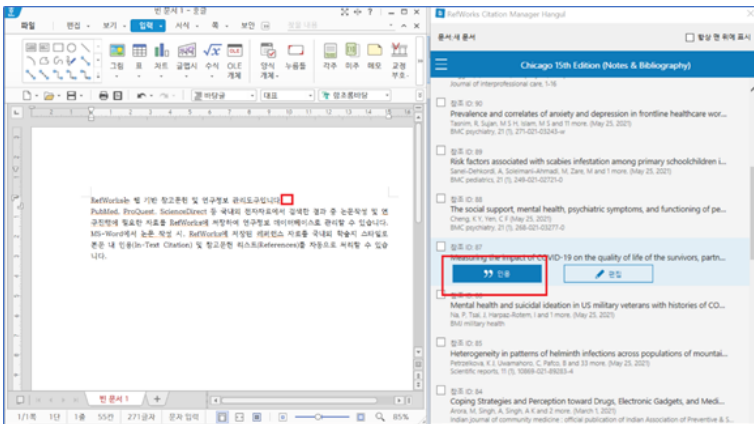 빈 문서 1 - 흐글
파일 편집 보기 입력 서식 쪽 보안
그림 표 차트 글맵시 수식 OLE 개체 양식 개체 누름틀 각주 미주 메모 교정 부호
바탕글 대표 함초롬바탕
RefWorks는 웹 기반 참고문헌 및 연구정보 관리도구입니다.
PubMed, ProQuest, ScienceDirect 등 국내외 전자자료에서 검색한 결과 중 논문작성 및 연
구진행에 필요한 자료를 RefWorks에 저장하여 연구정보 데이터베이스로 관리할 수 있습니다.
MS-Word에서 논문 작성 시, RefWorks에 저장된 레퍼런스 자료를 국내외 학술지 스타일로
본문 내 인용(In-Text Citation) 및 참고문헌 리스트(References)를 자동으로 처리할 수 있습
니다.
빈 문서 1
1/1쪽 1단 1줄 55칸 271글자 문자 입력 85%
RefWorks Citation Manager Hangul
문서:새 문서 항상 맨 위에 표시
Chicago 15th Edition (Notes & Bibliography)
Journal of interprofessional care, 1-16
참조 ID: 90
Prevalence and correlates of anxiety and depression in frontline healthcare wor...
Tasnim, R, Sujan, M S H, Islam, M S and 11 more. (May 25, 2021)
BMC psychiatry, 21 (1), 271-021-03243-w
참조 ID: 89
Risk factors associated with scabies infestation among primary schoolchildren i...
Sanei-Dehkordi, A, Soleimani-Ahmadi, M, Zare, M and 1 more. (May 25, 2021)
BMC pediatrics, 21 (1), 249-021-02721-0
참조 ID: 88
The social support, mental health, psychiatric symptoms, and functioning of pe...
Cheng, K Y, Yen, C F (May 25, 2021)
BMC psychiatry, 21 (1), 268-021-03277-0
참조 ID: 87
Measuring the impact of COVID-19 on the quality of life of the survivors, partn...
인용 편집
Mental health and suicidal ideation in US military veterans with histories of CO...
Na, P, Tsai, J, Harpaz-Rotem, I and 1 more. (May 25, 2021)
BMJ military health
참조 ID: 85
Heterogeneity in patterns of helminth infections across populations of mountai...
Petrzelkova, K J, Uwamahoro, C, Pafco, B and 33 more. (May 25, 2021)
Scientific reports, 11 (1), 10869-021-89283-4
참조 ID: 84
Coping Strategies and Perception toward Drugs, Electronic Gadgets, and Medi...
Arora, M, Singh, A, Singh, A K and 2 more. (March 1, 2021)
Indian journal of community medicine : official publication of Indian Association of Preventive & S...